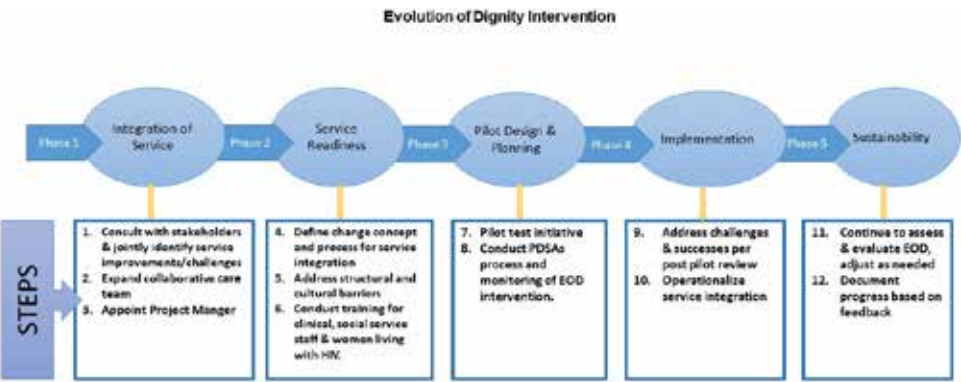 Evolution of Dignity Intervention
Phase 1
Integration of
Service
Phase 2
Service
Readiness
Phase 3
Pilot Design &
Planning
Phase 4
Implementation
Phase 5
Sustainability
STEPS
1. Consult with stakeholders
& jointly identify service
improvements/challenges
2. Expand collaborative care
team
3. Appoint Project Manger
4. Define change concept
and process for service
integration
5. Address structural and
cultural barriers
6. Conduct training for
clinical, social service
staff & women living
with HIV.
7. Pilot test initiative
8. Conduct PDSAs
process and
monitoring of EOD
intervention.
9. Address challenges
& successes per
post pilot review
10. Operationalize
service integration
11. Continue to assess
& evaluate EOD,
adjust as needed
12. Document
progress based on
feedback